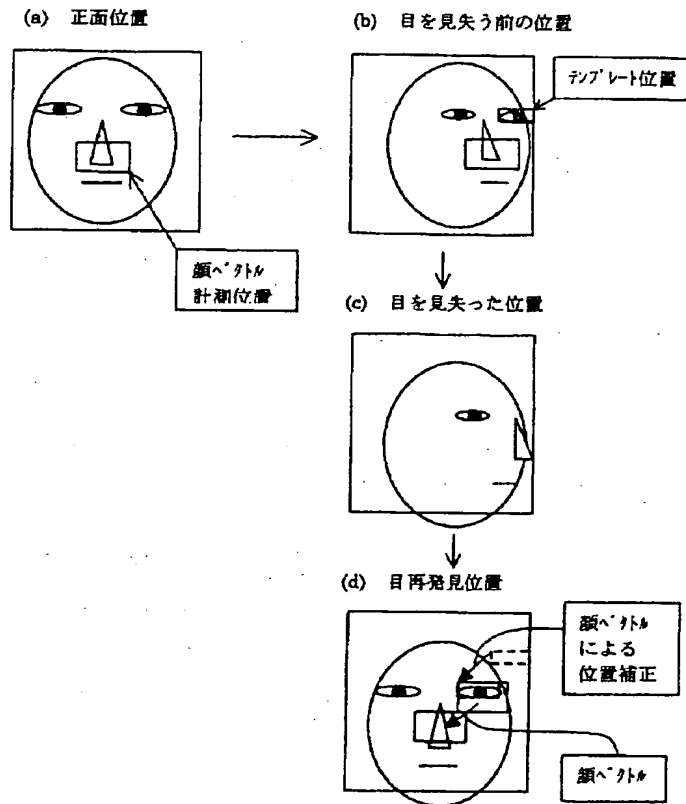 (a) 正面位置
(b) 目を見失う前の位置
テンプレート位置
顔ベクトル
計測位置
(c) 目を見失った位置
(d) 目再発見位置
顔ベクトル
による
位置補正
顔ベクトル